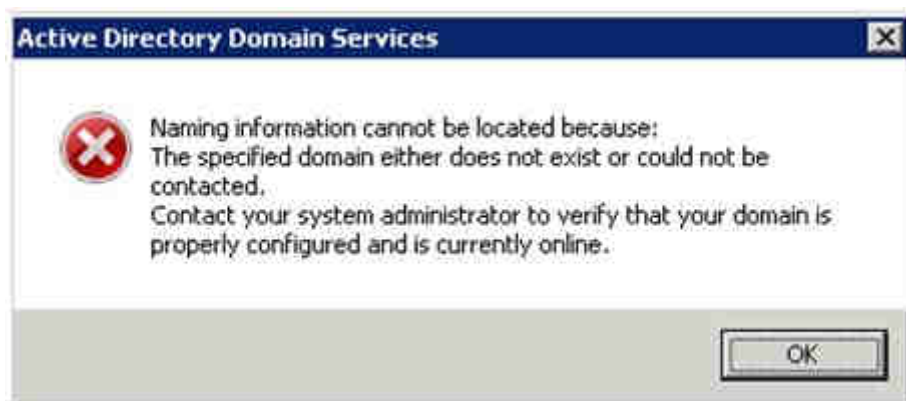 Active Directory Domain Services
Naming information cannot be located because:
The specified domain either does not exist or could not be
contacted.
Contact your system administrator to verify that your domain is
properly configured and is currently online.
OK